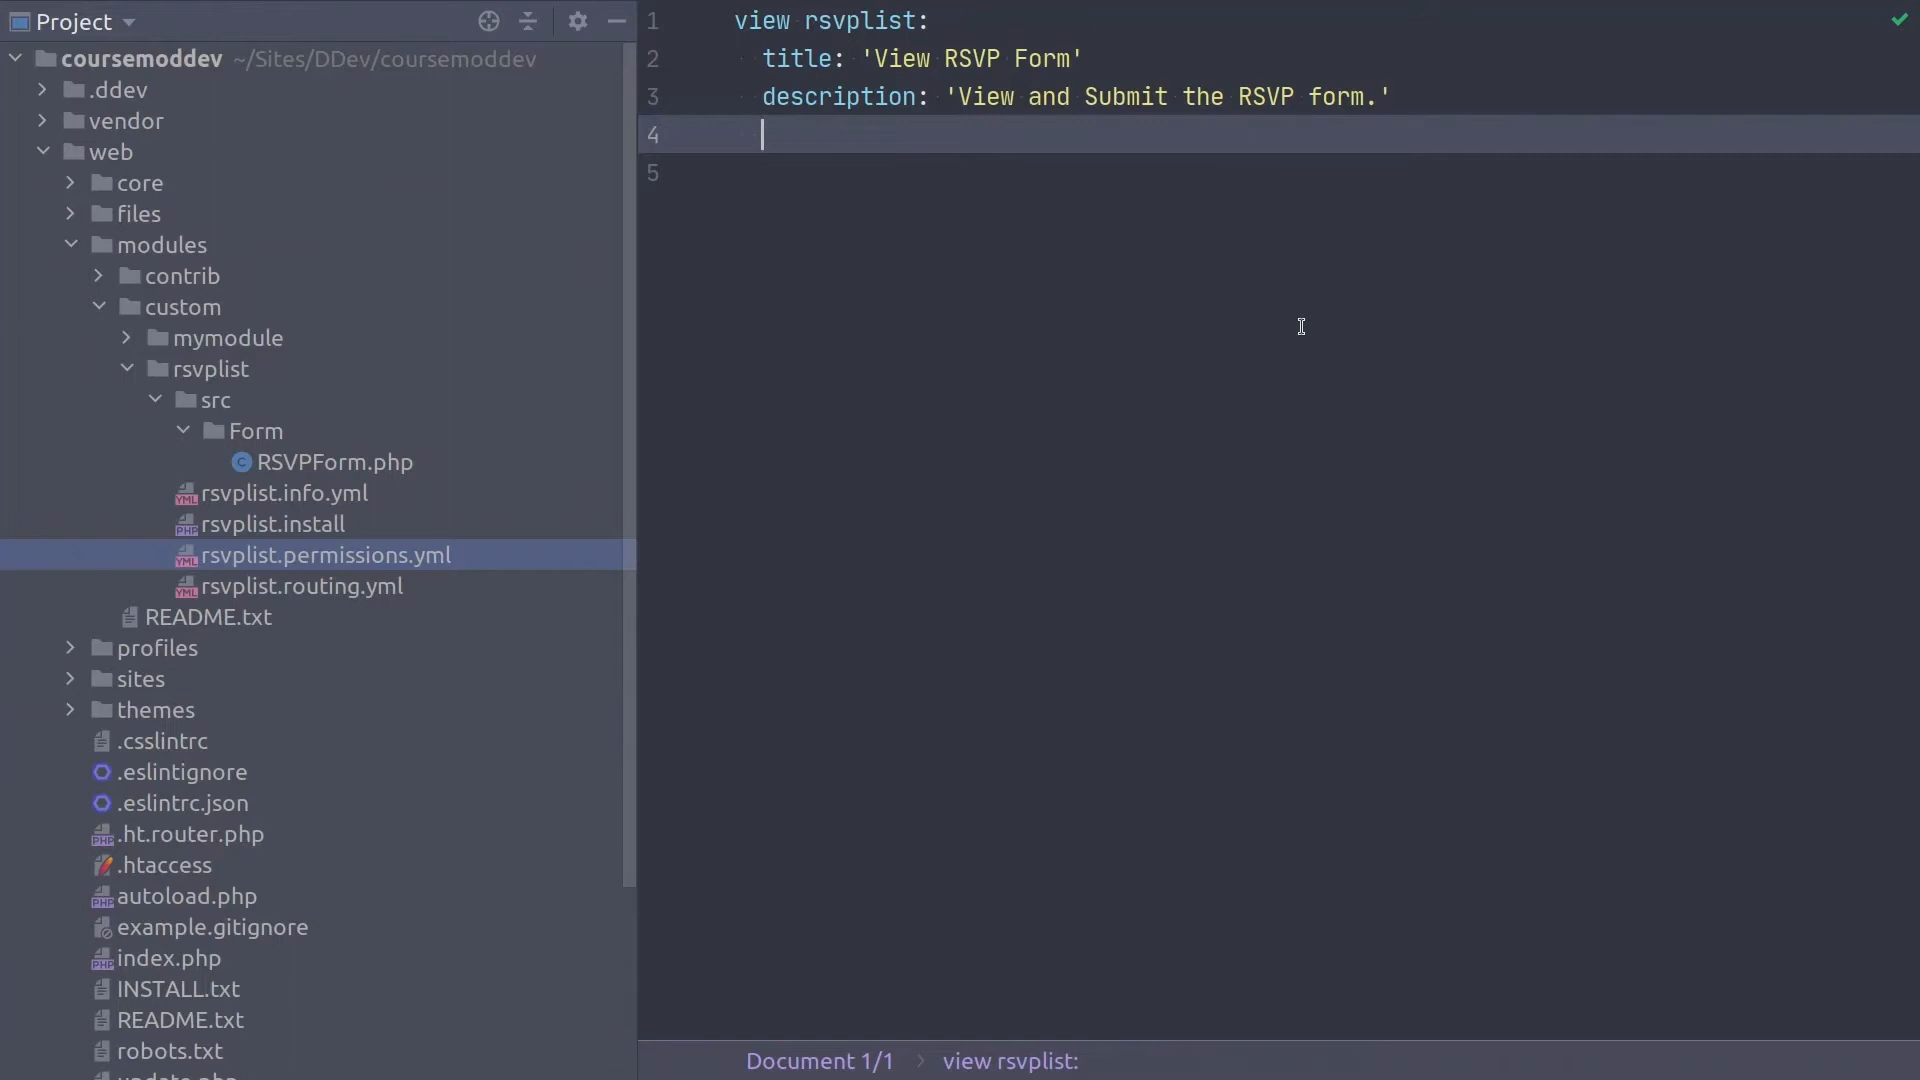 Project
coursemoddev ~/Sites/DDev/coursemoddev
.ddev
vendor
web
core
files
modules
contrib
custom
mymodule
rsvplist
src
Form
RSVPForm.php
rsvplist.info.yml
rsvplist.install
rsvplist.permissions.yml
rsvplist.routing.yml
README.txt
profiles
sites
themes
.csslintrc
.eslintignore
.eslintrc.json
.ht.router.php
.htaccess
autoload.php
example.gitignore
index.php
INSTALL.txt
README.txt
robots.txt
update.php
1 view rsvplist:
2 title: 'View RSVP Form'
3 description: 'View and Submit the RSVP form.'
4
5
Document 1/1 view rsvplist: